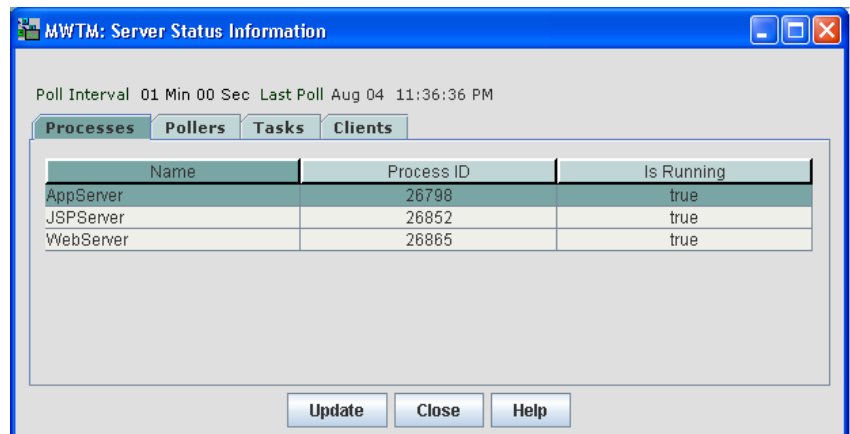 MWTM: Server Status Information
Poll Interval 01 Min 00 Sec Last Poll Aug 04 11:36:36 PM
Processes Pollers Tasks Clients
Name Process ID Is Running
AppServer 26798 true
JSPServer 26852 true
WebServer 26865 true
Update Close Help